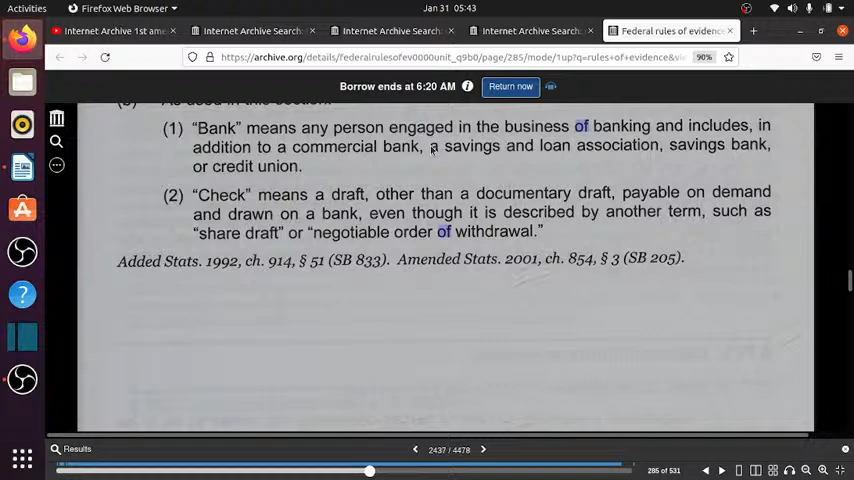 Activities
Firefox Web Browser
Jan 31 05:43
Internet Archive 1st ame
Internet Archive Search:
Internet Archive Search:
Internet Archive Search:
Federal rules of evidence
https://archive.org/details/federalrulesofev0000unit_q9b0/page/285/mode/1up?q=rules+of+evidence&vie
90%
Borrow ends at 6:20 AM
Return now
(b) As used in this section:
(1) “Bank” means any person engaged in the business of banking and includes, in
addition to a commercial bank, a savings and loan association, savings bank,
or credit union.
(2) “Check” means a draft, other than a documentary draft, payable on demand
and drawn on a bank, even though it is described by another term, such as
“share draft” or “negotiable order of withdrawal.”
Added Stats. 1992, ch. 914, § 51 (SB 833). Amended Stats. 2001, ch. 854, § 3 (SB 205).
Results
2437 / 4478
285 of 531